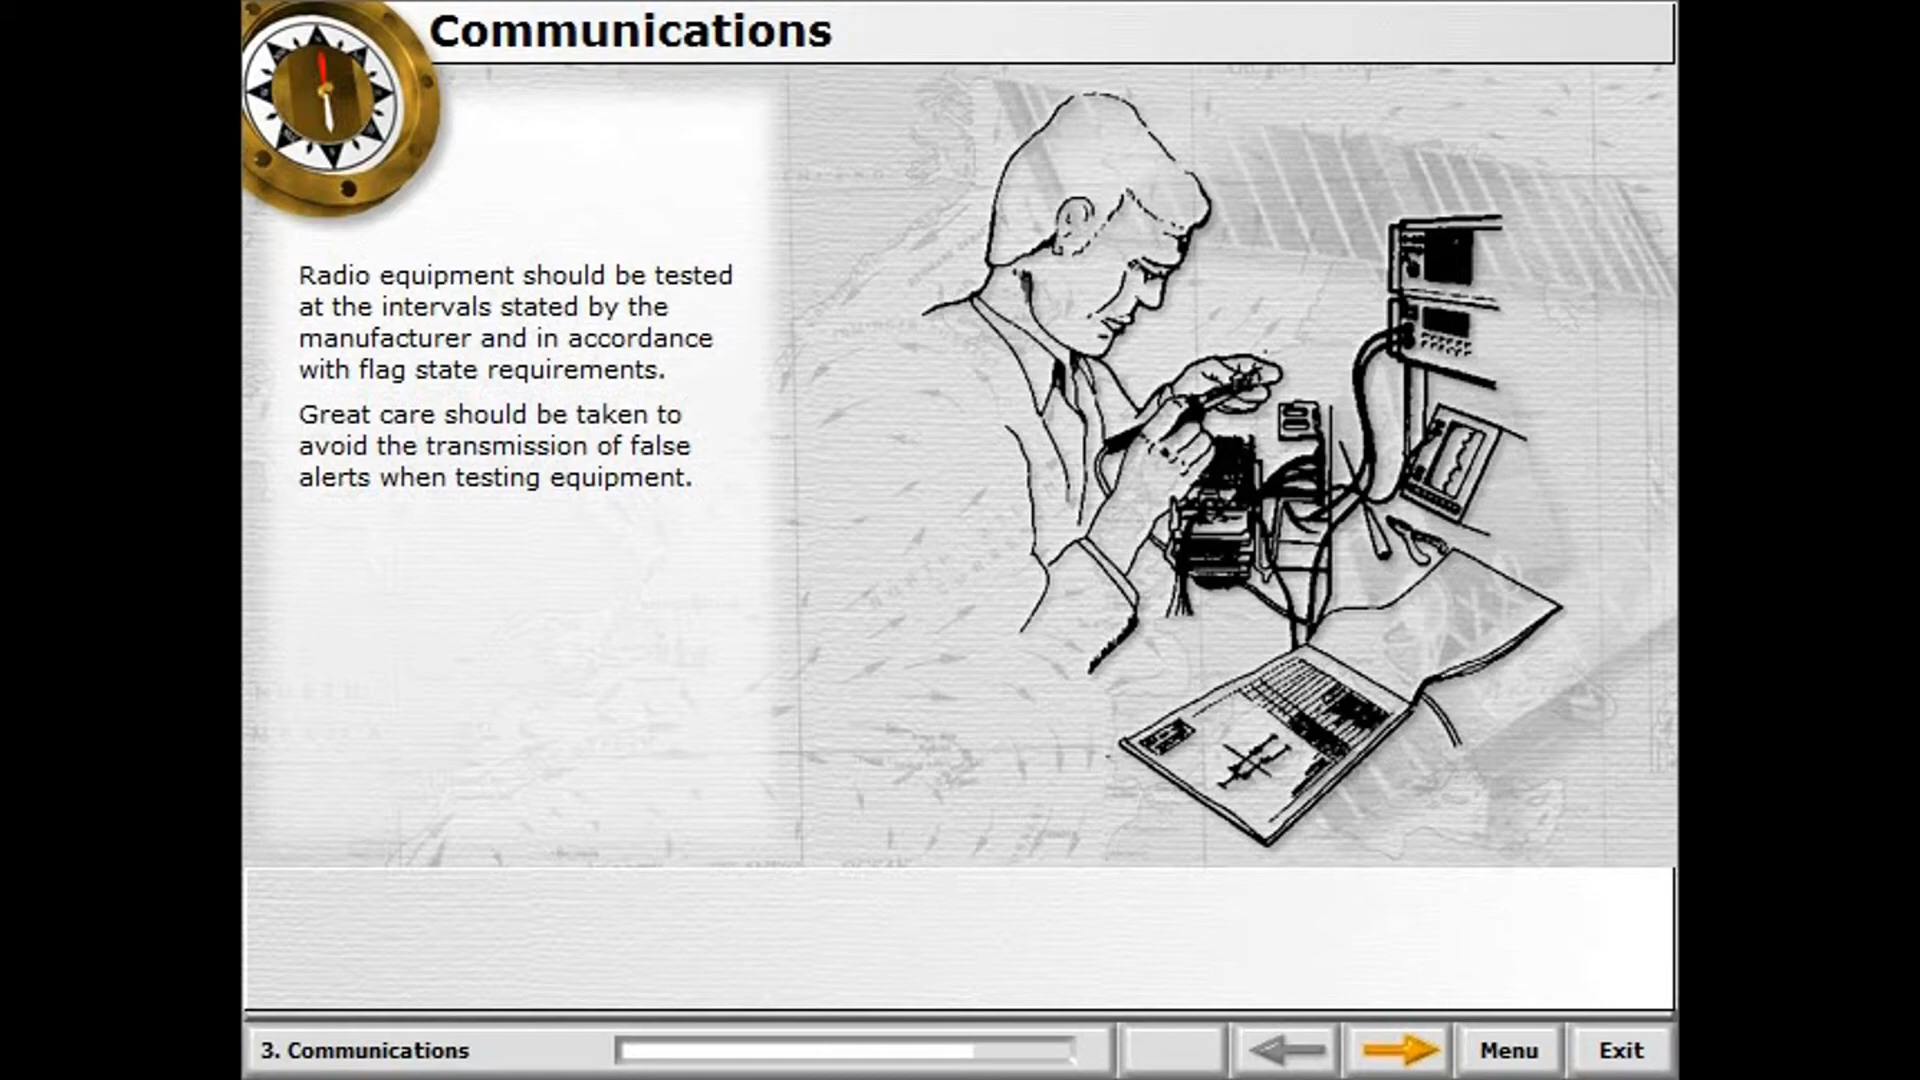 Communications
Radio equipment should be tested
at the intervals stated by the
manufacturer and in accordance
with flag state requirements.
Great care should be taken to
avoid the transmission of false
alerts when testing equipment.
3. Communications
Menu
Exit